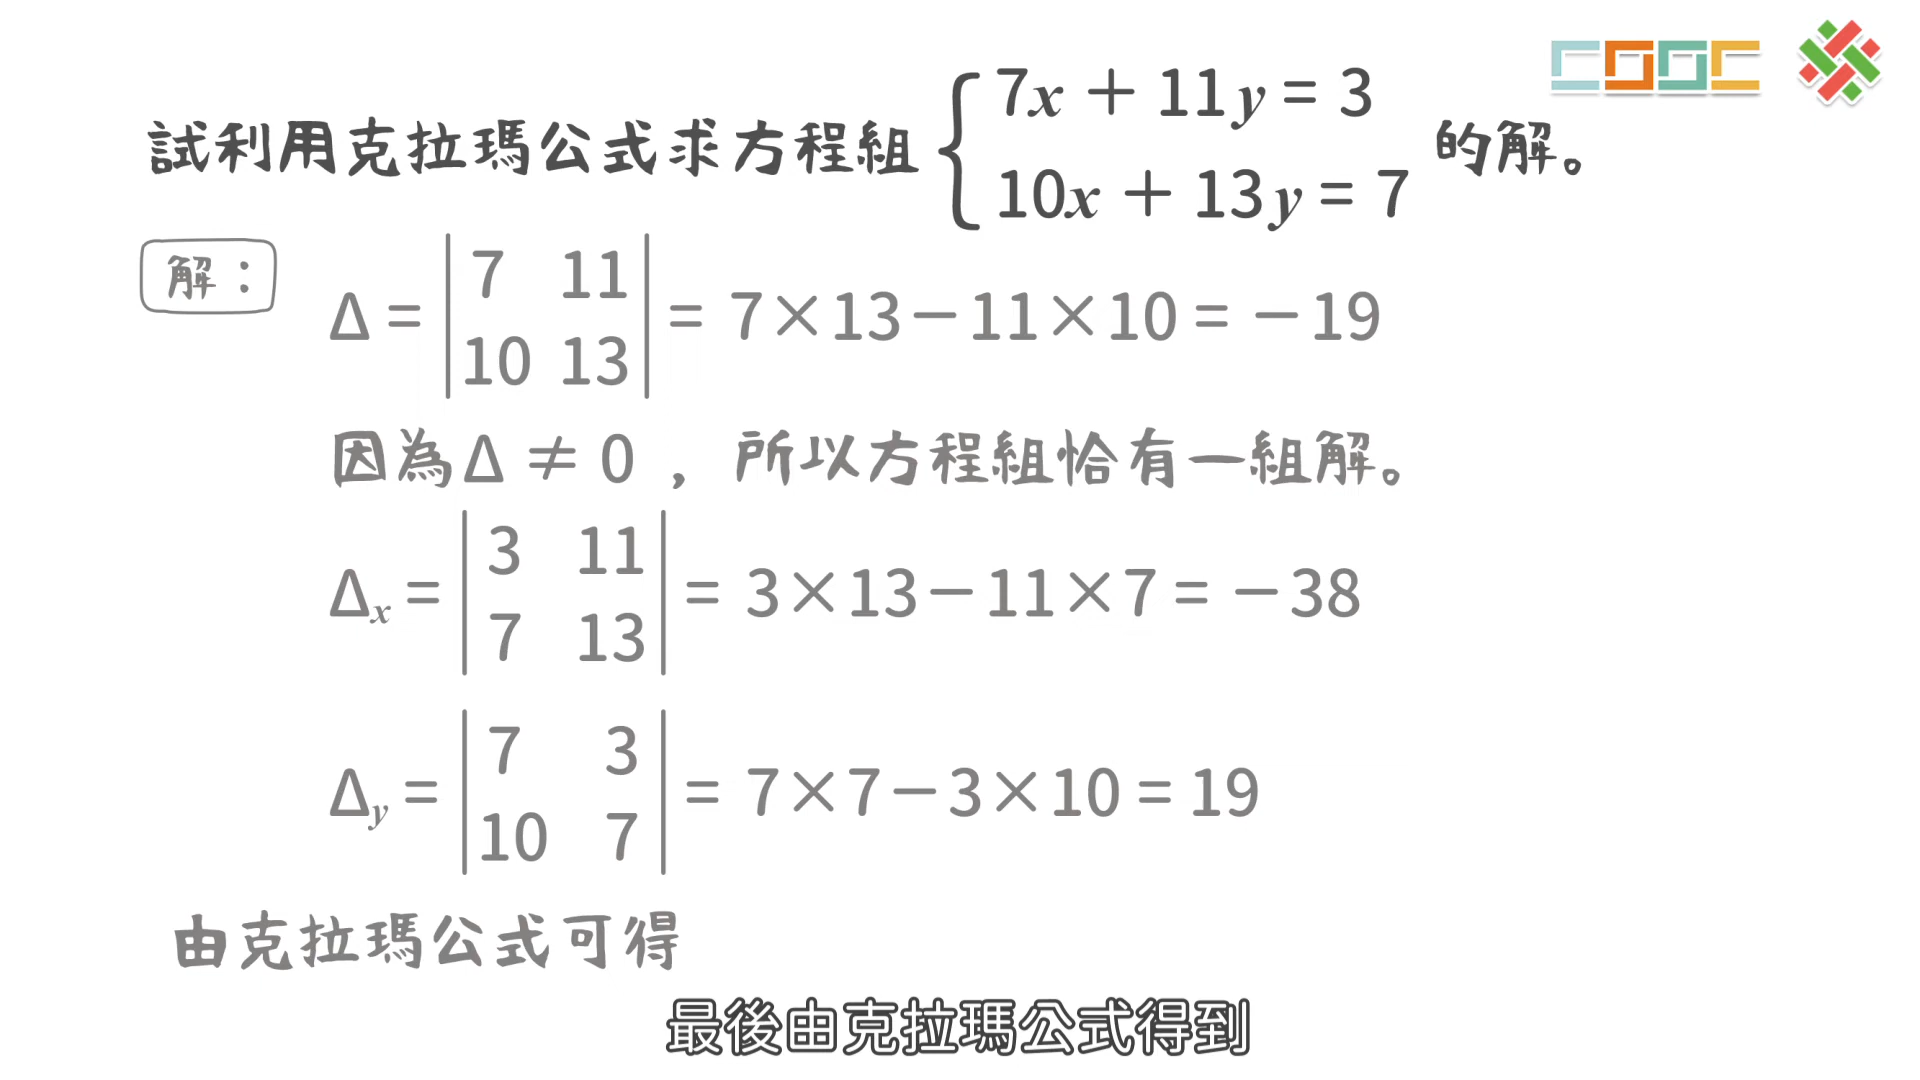 試利用克拉瑪公式求方程組 { 7x + 11y = 3
10x + 13y = 7 的解。
COOC
解：
Δ = | 7 11 | = 7×13−11×10 = −19
| 10 13 |
因為Δ ≠ 0 ，所以方程組恰有一組解。
Δx = | 3 11 | = 3×13−11×7 = −38
| 7 13 |
Δy = | 7 3 | = 7×7−3×10 = 19
| 10 7 |
由克拉瑪公式可得
最後由克拉瑪公式得到